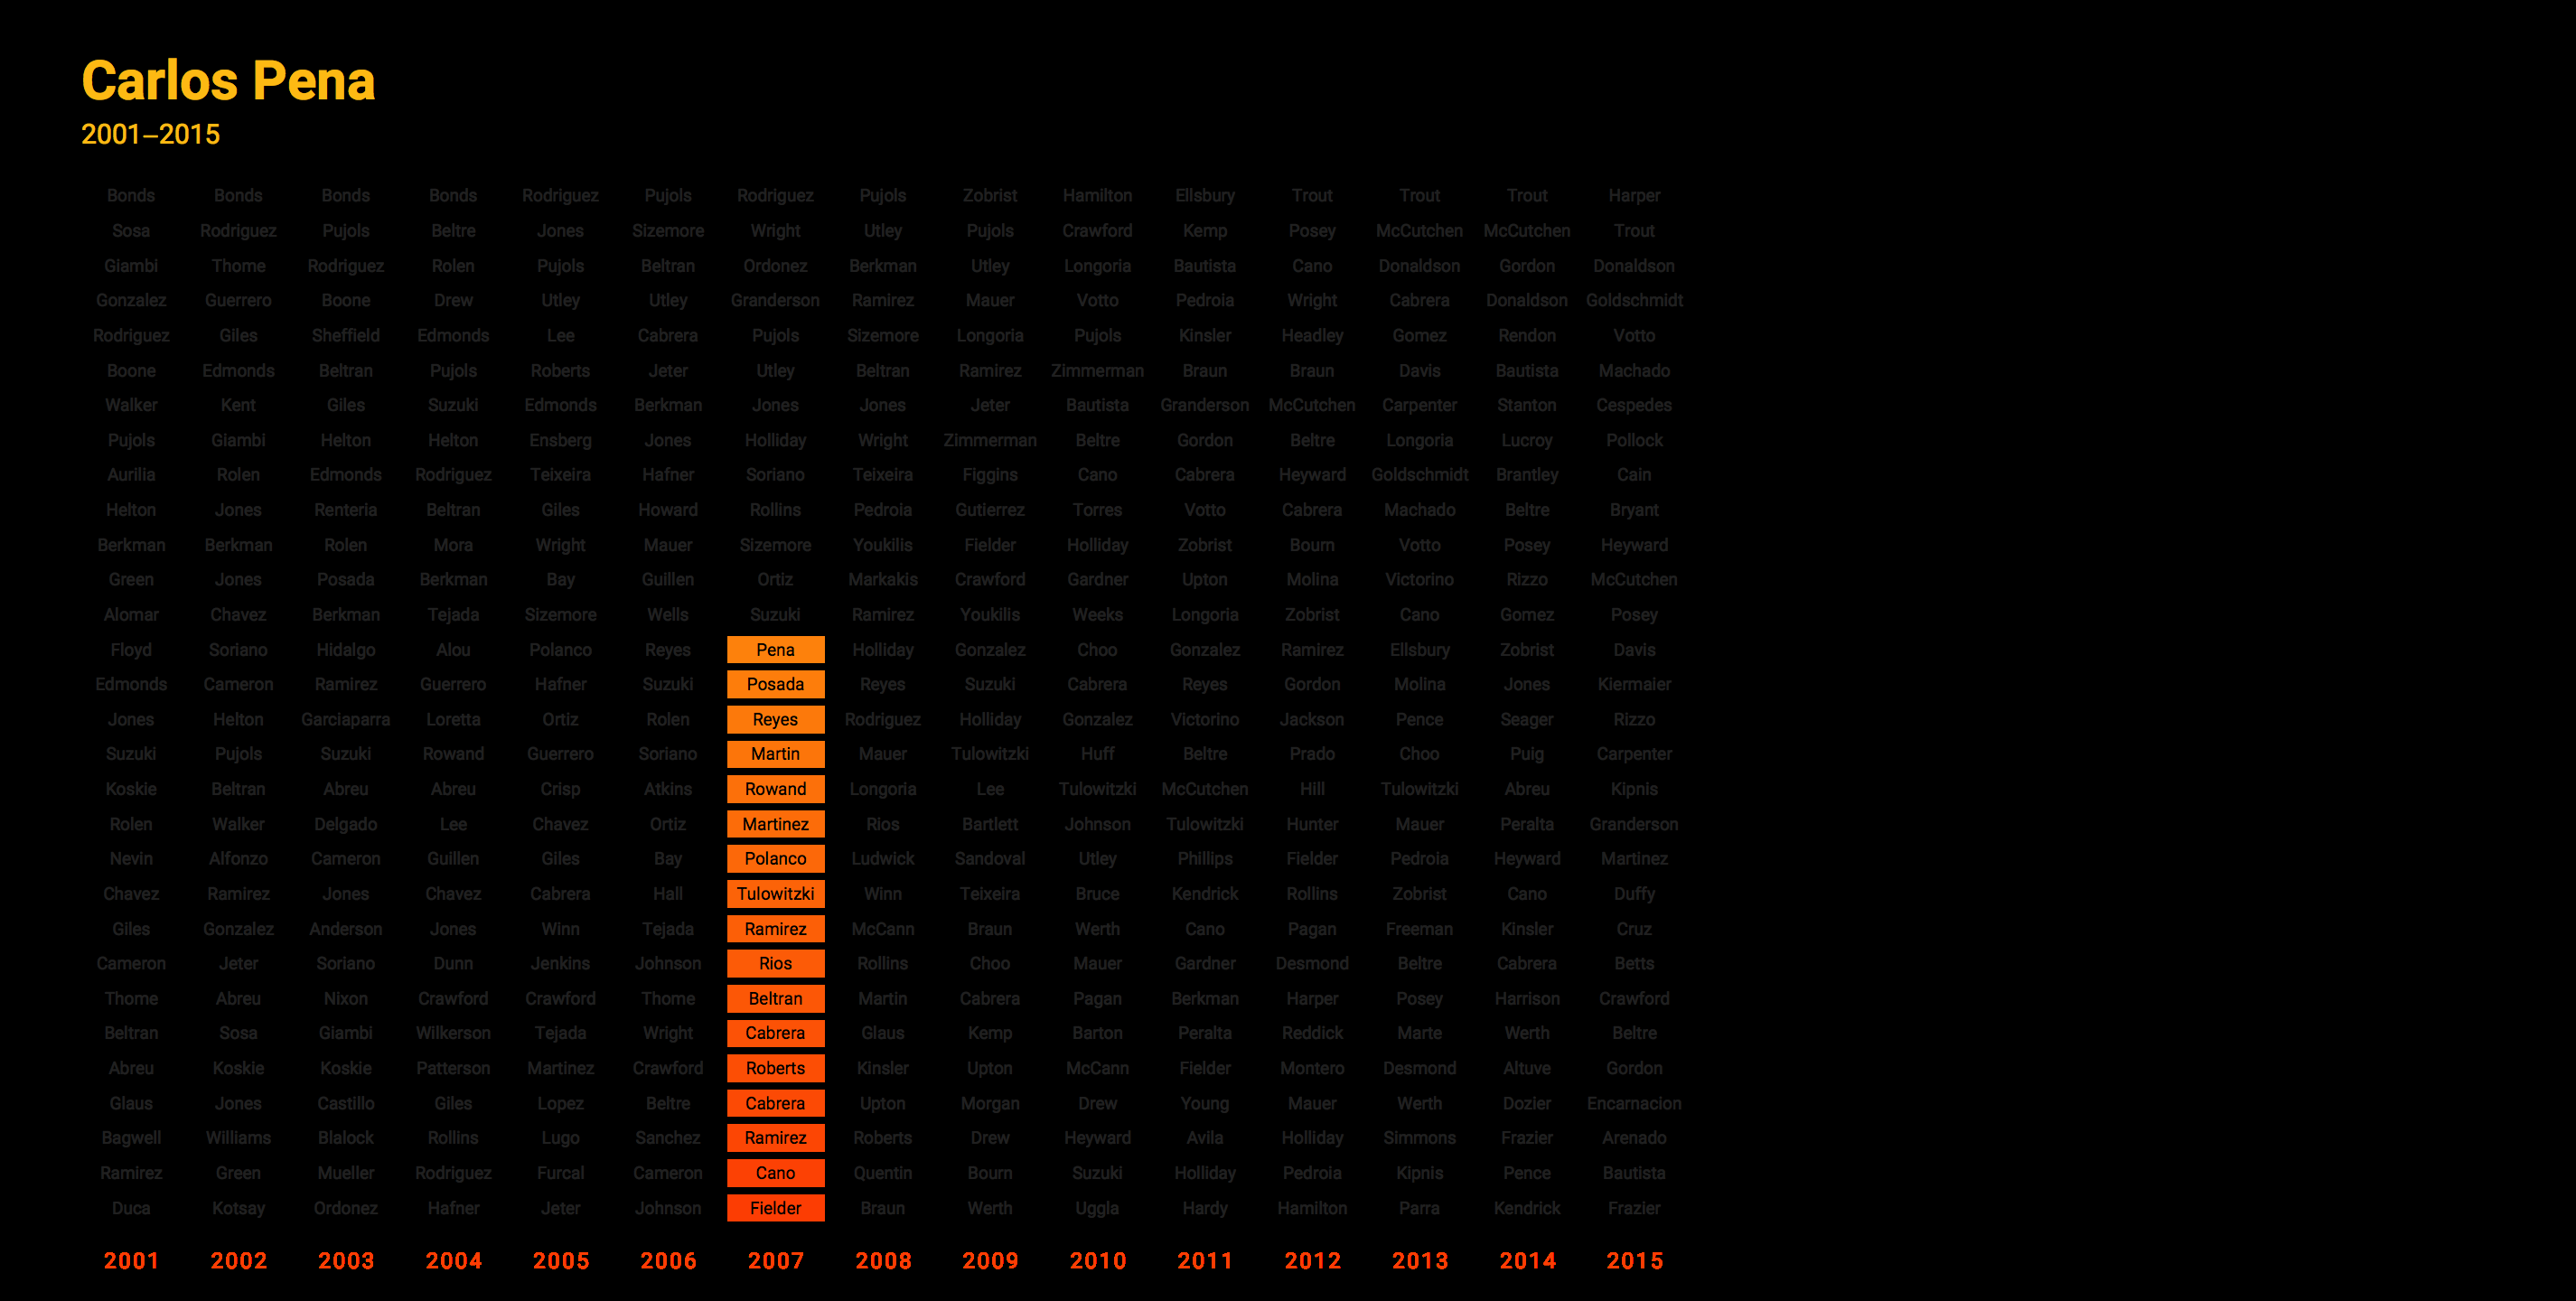 Carlos Pena
2001–2015
Bonds Bonds Bonds Bonds Rodriguez Pujols Rodriguez Pujols Zobrist Hamilton Ellsbury Trout Trout Trout Harper
Sosa Rodriguez Pujols Beltre Jones Sizemore Wright Utley Pujols Crawford Kemp Posey McCutchen McCutchen Trout
Giambi Thome Rodriguez Rolen Pujols Beltran Ordonez Berkman Utley Longoria Bautista Cano Donaldson Gordon Donaldson
Gonzalez Guerrero Boone Drew Utley Utley Granderson Ramirez Mauer Votto Pedroia Wright Cabrera Donaldson Goldschmidt
Rodriguez Giles Sheffield Edmonds Lee Cabrera Pujols Sizemore Longoria Pujols Kinsler Headley Gomez Rendon Votto
Boone Edmonds Beltran Pujols Roberts Jeter Utley Beltran Ramirez Zimmerman Braun Braun Davis Bautista Machado
Walker Kent Giles Suzuki Edmonds Berkman Jones Jones Jeter Bautista Granderson McCutchen Carpenter Stanton Cespedes
Pujols Giambi Helton Helton Ensberg Jones Holliday Wright Zimmerman Beltre Gordon Beltre Longoria Lucroy Pollock
Aurilia Rolen Edmonds Rodriguez Teixeira Hafner Soriano Teixeira Figgins Cano Cabrera Heyward Goldschmidt Brantley Cain
Helton Jones Renteria Beltran Giles Howard Rollins Pedroia Gutierrez Torres Votto Cabrera Machado Beltre Bryant
Berkman Berkman Rolen Mora Wright Mauer Sizemore Youkilis Fielder Holliday Zobrist Bourn Votto Posey Heyward
Green Jones Posada Berkman Bay Guillen Ortiz Markakis Crawford Gardner Upton Molina Victorino Rizzo McCutchen
Alomar Chavez Berkman Tejada Sizemore Wells Suzuki Ramirez Youkilis Weeks Longoria Zobrist Cano Gomez Posey
Floyd Soriano Hidalgo Alou Polanco Reyes Pena Holliday Gonzalez Choo Gonzalez Ramirez Ellsbury Zobrist Davis
Edmonds Cameron Ramirez Guerrero Hafner Suzuki Posada Reyes Suzuki Cabrera Reyes Gordon Molina Jones Kiermaier
Jones Helton Garciaparra Loretta Ortiz Rolen Reyes Rodriguez Holliday Gonzalez Victorino Jackson Pence Seager Rizzo
Suzuki Pujols Suzuki Rowand Guerrero Soriano Martin Mauer Tulowitzki Huff Beltre Prado Choo Puig Carpenter
Koskie Beltran Abreu Abreu Crisp Atkins Rowand Longoria Lee Tulowitzki McCutchen Hill Tulowitzki Abreu Kipnis
Rolen Walker Delgado Lee Chavez Ortiz Martinez Rios Bartlett Johnson Tulowitzki Hunter Mauer Peralta Granderson
Nevin Alfonzo Cameron Guillen Giles Bay Polanco Ludwick Sandoval Utley Phillips Fielder Pedroia Heyward Martinez
Chavez Ramirez Jones Chavez Cabrera Hall Tulowitzki Winn Teixeira Bruce Kendrick Rollins Zobrist Cano Duffy
Giles Gonzalez Anderson Jones Winn Tejada Ramirez McCann Braun Werth Cano Pagan Freeman Kinsler Cruz
Cameron Jeter Soriano Dunn Jenkins Johnson Rios Rollins Choo Mauer Gardner Desmond Beltre Cabrera Betts
Thome Abreu Nixon Crawford Crawford Thome Beltran Martin Cabrera Pagan Berkman Harper Posey Harrison Crawford
Beltran Sosa Giambi Wilkerson Tejada Wright Cabrera Glaus Kemp Barton Peralta Reddick Marte Werth Beltre
Abreu Koskie Koskie Patterson Martinez Crawford Roberts Kinsler Upton McCann Fielder Montero Desmond Altuve Gordon
Glaus Jones Castillo Giles Lopez Beltre Cabrera Upton Morgan Drew Young Mauer Werth Dozier Encarnacion
Bagwell Williams Blalock Rollins Lugo Sanchez Ramirez Roberts Drew Heyward Avila Holliday Simmons Frazier Arenado
Ramirez Green Mueller Rodriguez Furcal Cameron Cano Quentin Bourn Suzuki Holliday Pedroia Kipnis Pence Bautista
Duca Kotsay Ordonez Hafner Jeter Johnson Fielder Braun Werth Uggla Hardy Hamilton Parra Kendrick Frazier
2001 2002 2003 2004 2005 2006 2007 2008 2009 2010 2011 2012 2013 2014 2015